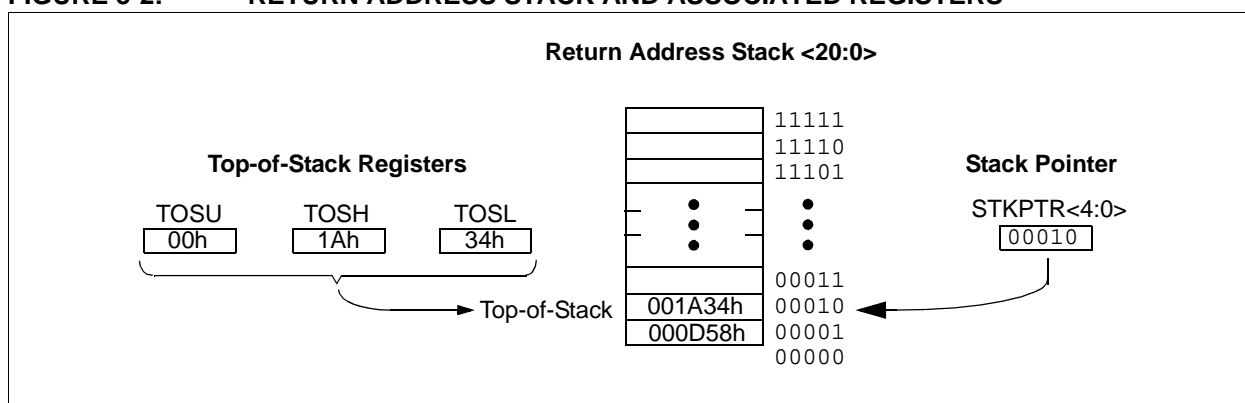 FIGURE 5-2: RETURN ADDRESS STACK AND ASSOCIATED REGISTERS
Return Address Stack <20:0>
Top-of-Stack Registers
TOSU TOSH TOSL
00h 1Ah 34h
Top-of-Stack
001A34h
000D58h
11111
11110
11101
00011
00010
00001
00000
Stack Pointer
STKPTR<4:0>
00010